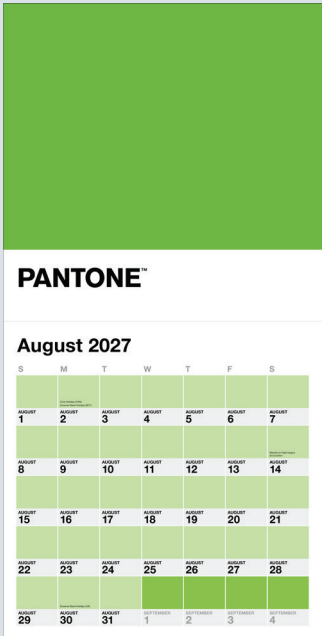 PANTONE™
August 2027
S M T W T F S
AUGUST AUGUST AUGUST AUGUST AUGUST AUGUST AUGUST
1 2 3 4 5 6 7
AUGUST AUGUST AUGUST AUGUST AUGUST AUGUST AUGUST
8 9 10 11 12 13 14
AUGUST AUGUST AUGUST AUGUST AUGUST AUGUST AUGUST
15 16 17 18 19 20 21
AUGUST AUGUST AUGUST AUGUST AUGUST AUGUST AUGUST
22 23 24 25 26 27 28
AUGUST AUGUST AUGUST SEPTEMBER SEPTEMBER SEPTEMBER SEPTEMBER
29 30 31 1 2 3 4